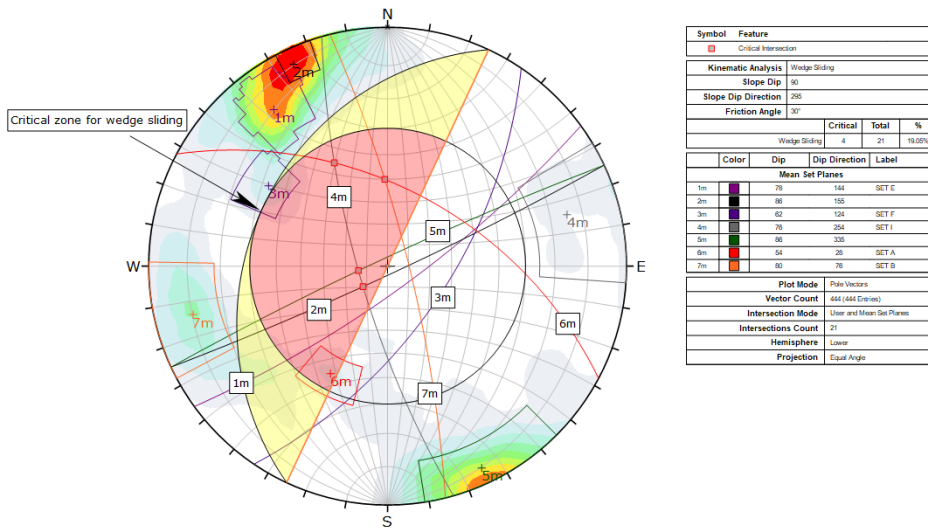 N
2m
1m
Critical zone for wedge sliding
3m
4m
4m
5m
W
E
2m
3m
7m
6m
6m
1m
7m
5m
S
Symbol Feature
Critical Intersection
Kinematic Analysis Wedge Sliding
Slope Dip 90
Slope Dip Direction 295
Friction Angle 30°
Critical Total %
Wedge Sliding 4 21 19.05%
Color Dip Dip Direction Label
Mean Set Planes
1m 78 144 SET E
2m 86 155
3m 62 124 SET F
4m 76 254 SET I
5m 86 335
6m 54 28 SET A
7m 80 76 SET B
Plot Mode Pole Vectors
Vector Count 444 (444 Entries)
Intersection Mode User and Mean Set Planes
Intersections Count 21
Hemisphere Lower
Projection Equal Angle